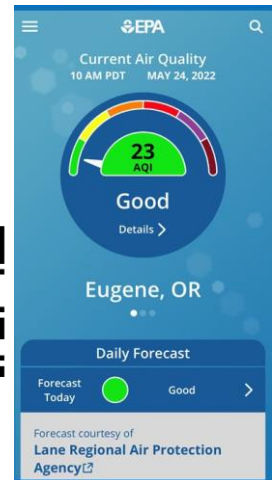 EPA
Current Air Quality
10 AM PDT MAY 24, 2022
23
AQI
Good
Details >
Eugene, OR
Daily Forecast
Forecast
Today
Good
>
Forecast courtesy of
Lane Regional Air Protection
Agency